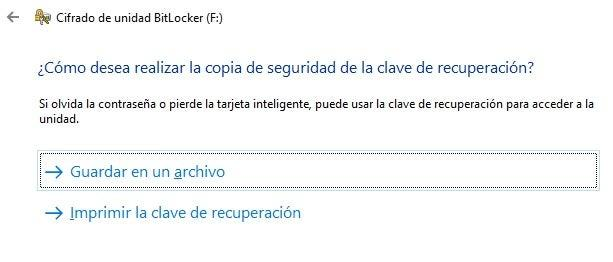 Cifrado de unidad BitLocker (F:)
¿Cómo desea realizar la copia de seguridad de la clave de recuperación?
Si olvida la contraseña o pierde la tarjeta inteligente, puede usar la clave de recuperación para acceder a la
unidad.
Guardar en un archivo
Imprimir la clave de recuperación